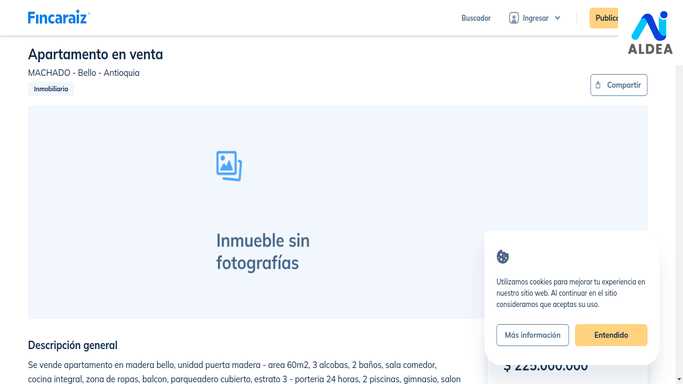 Fincaraiz
Buscador
Ingresar
Public
ALDEA
Apartamento en venta
MACHADO - Bello - Antioquia
Inmobiliario
Compartir
Inmueble sin
fotografías
Utilizamos cookies para mejorar tu experiencia en
nuestro sitio web. Al continuar en el sitio
consideramos que aceptas su uso.
Más información
Entendido
$ 225.000.000
Descripción general
Se vende apartamento en madera bello, unidad puerta madera - area 60m2, 3 alcobas, 2 baños, sala comedor,
cocina integral, zona de ropas, balcon, parqueadero cubierto, estrato 3 - porteria 24 horas, 2 piscinas, gimnasio, salon